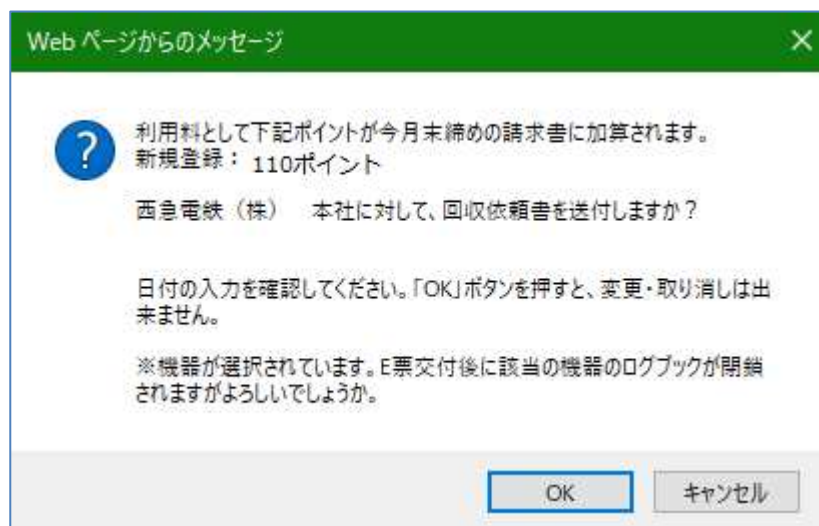 Web ページからのメッセージ
利用料として下記ポイントが今月末締めの請求書に加算されます。
新規登録： 110ポイント
西急電鉄（株）　本社に対して、回収依頼書を送付しますか？
日付の入力を確認してください。「OK」ボタンを押すと、変更・取り消しは出
来ません。
※機器が選択されています。E票交付後に該当の機器のログブックが閉鎖
されますがよろしいでしょうか。
OK
キャンセル